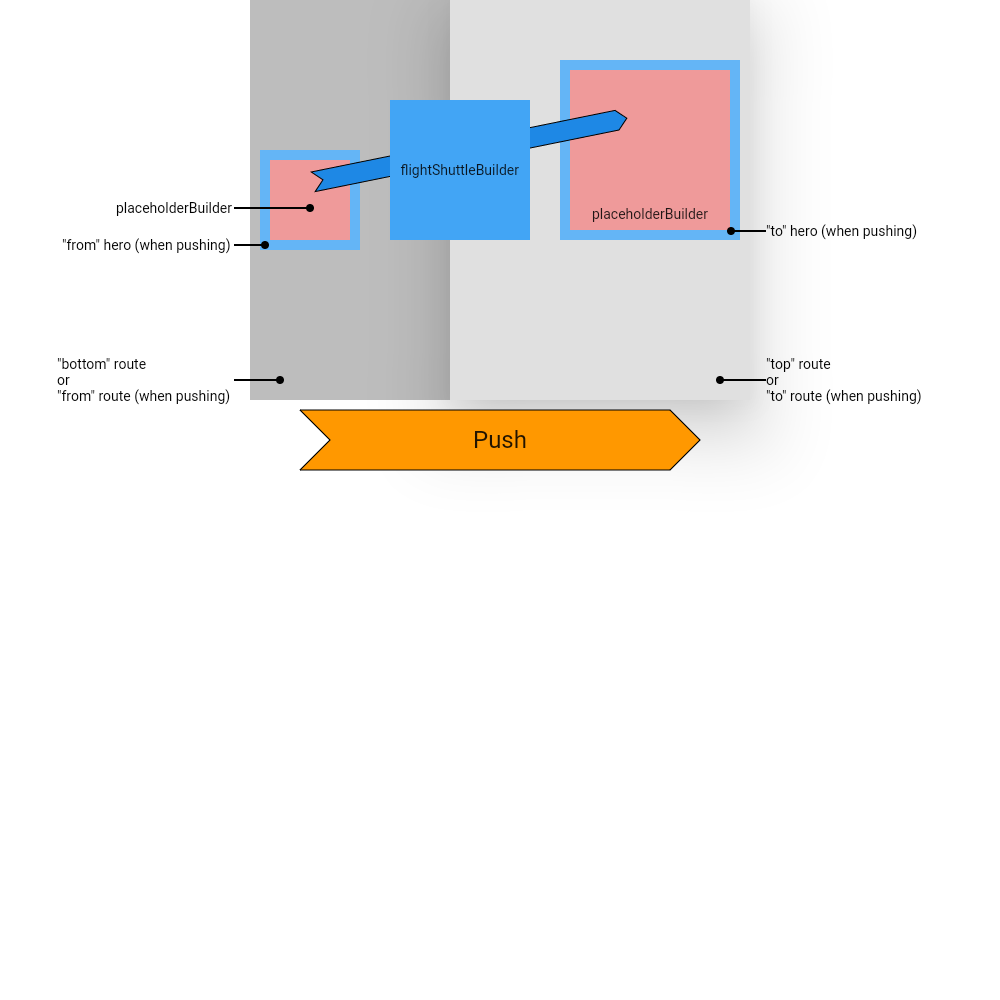 flightShuttleBuilder
placeholderBuilder
placeholderBuilder
"from" hero (when pushing)
"to" hero (when pushing)
"bottom" route
or
"from" route (when pushing)
"top" route
or
"to" route (when pushing)
Push